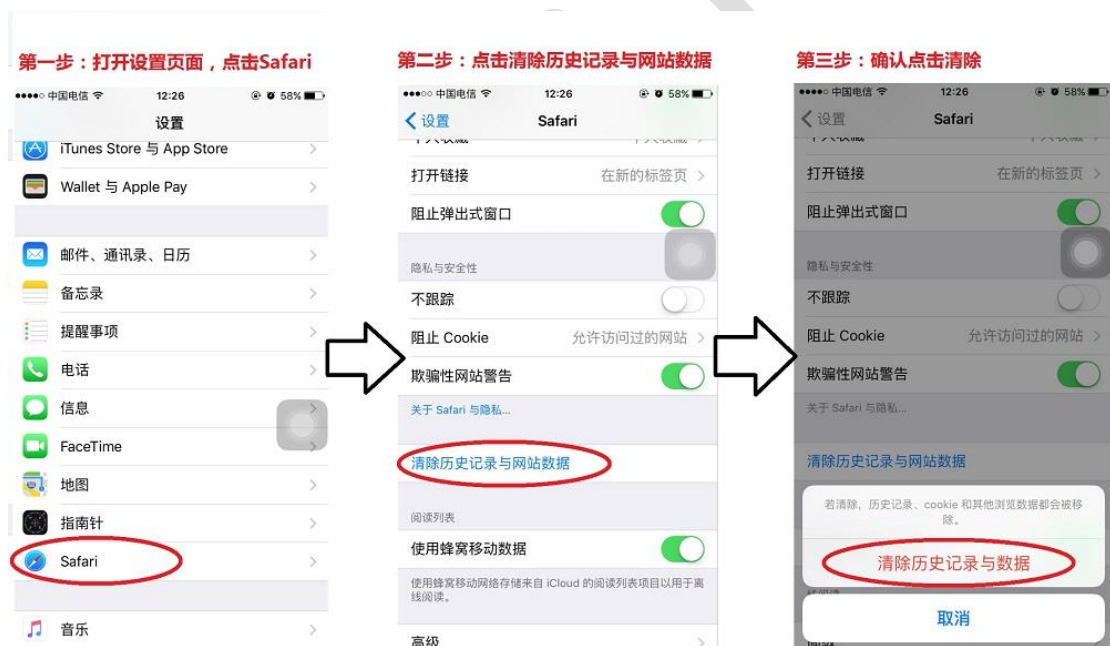 第一步：打开设置页面，点击Safari
中国电信 12:26 58%
设置
iTunes Store 与 App Store
Wallet 与 Apple Pay
邮件、通讯录、日历
备忘录
提醒事项
电话
信息
FaceTime
地图
指南针
Safari
音乐
第二步：点击清除历史记录与网站数据
中国电信 12:26 58%
设置 Safari
打开链接 在新的标签页
阻止弹出式窗口
隐私与安全性
不跟踪
阻止 Cookie 允许访问过的网站
欺骗性网站警告
关于 Safari 与隐私...
清除历史记录与网站数据
阅读列表
使用蜂窝移动数据
使用蜂窝移动网络存储来自 iCloud 的阅读列表项目以用于离
线阅读。
高级
第三步：确认点击清除
中国电信 12:26 58%
设置 Safari
打开链接 在新的标签页
阻止弹出式窗口
隐私与安全性
不跟踪
阻止 Cookie 允许访问过的网站
欺骗性网站警告
关于 Safari 与隐私...
清除历史记录与网站数据
若清除，历史记录、cookie 和其他浏览数据都会被移
除。
清除历史记录与数据
取消